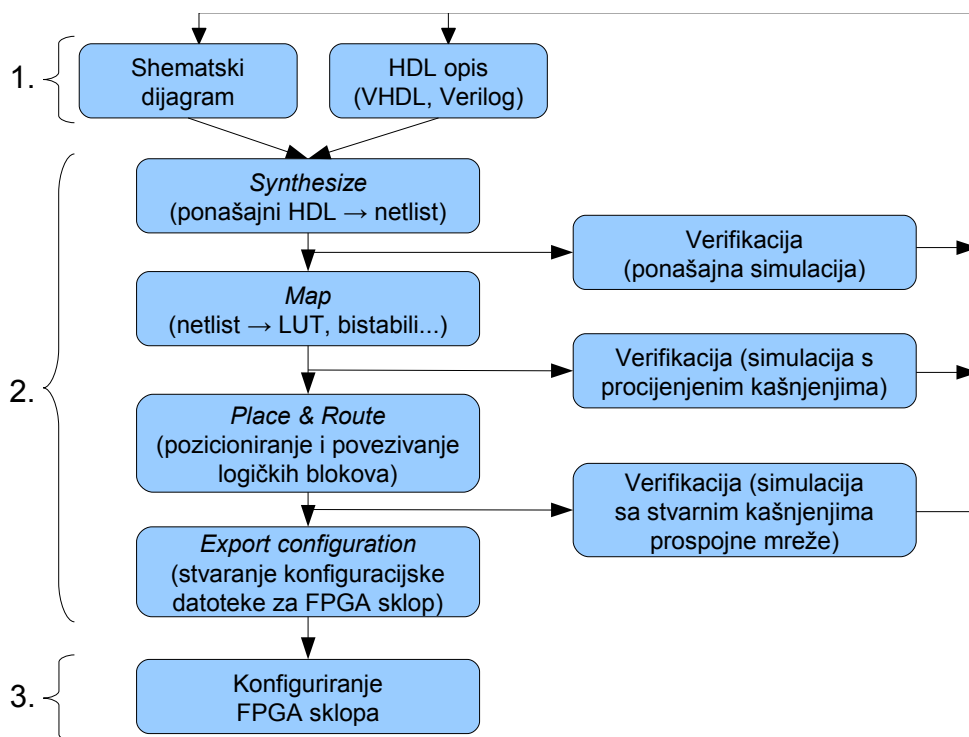 1.
Shematski
dijagram
HDL opis
(VHDL, Verilog)
2.
Synthesize
(ponašajni HDL → netlist)
Verifikacija
(ponašajna simulacija)
Map
(netlist → LUT, bistabili...)
Verifikacija (simulacija s
procijenjenim kašnjenjima)
Place & Route
(pozicioniranje i povezivanje
logičkih blokova)
Verifikacija (simulacija
sa stvarnim kašnjenjima
prospojne mreže)
Export configuration
(stvaranje konfiguracijske
datoteke za FPGA sklop)
3.
Konfiguriranje
FPGA sklopa